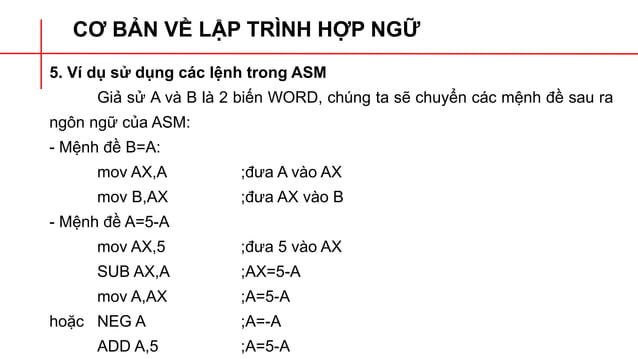 CƠ BẢN VỀ LẬP TRÌNH HỢP NGỮ
5. Ví dụ sử dụng các lệnh trong ASM
Giả sử A và B là 2 biến WORD, chúng ta sẽ chuyển các mệnh đề sau ra
ngôn ngữ của ASM:
- Mệnh đề B=A:
mov AX,A ;đưa A vào AX
mov B,AX ;đưa AX vào B
- Mệnh đề A=5-A
mov AX,5 ;đưa 5 vào AX
SUB AX,A ;AX=5-A
mov A,AX ;A=5-A
hoặc NEG A ;A=-A
ADD A,5 ;A=5-A